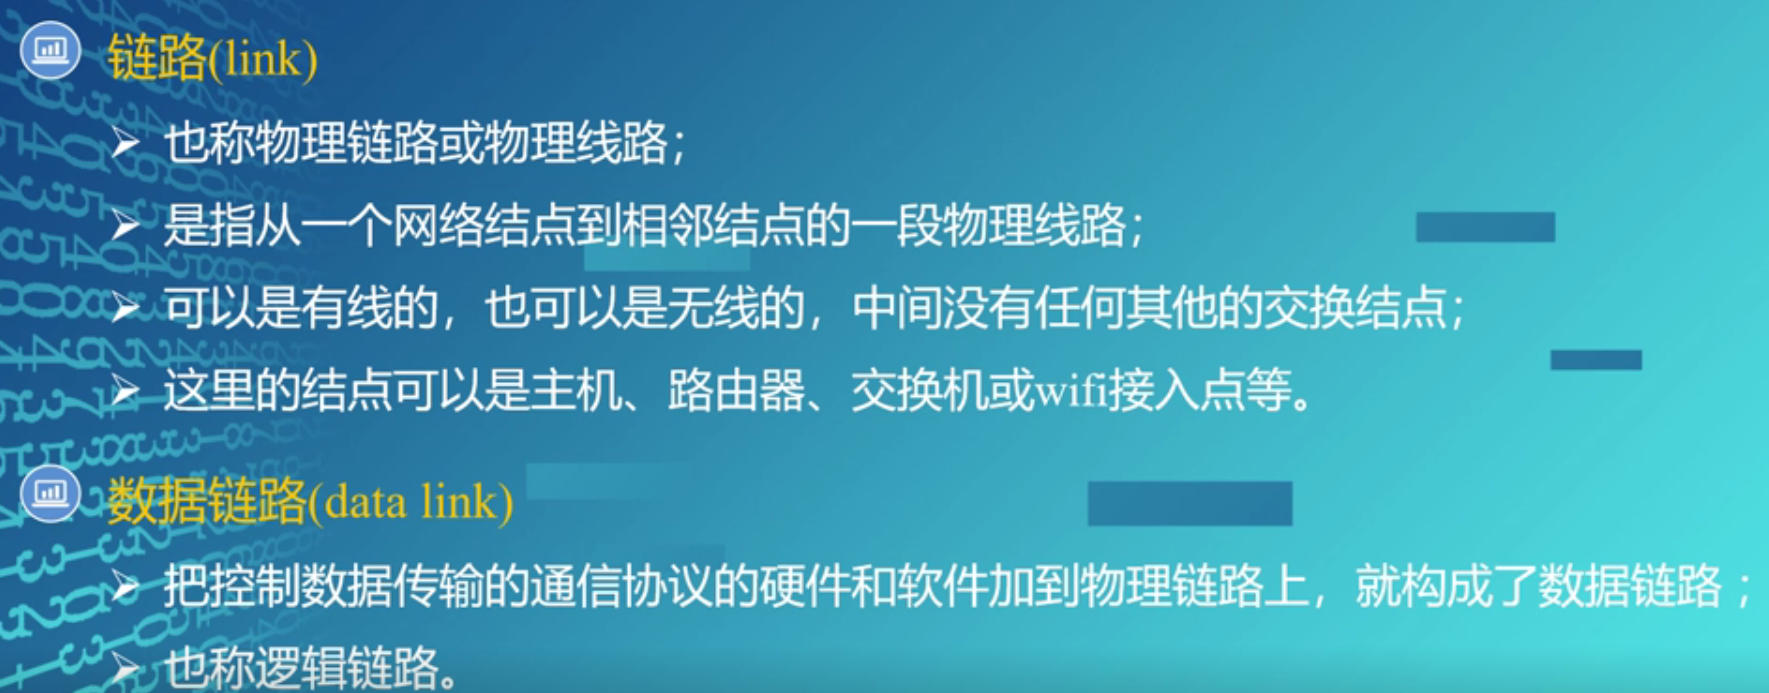 链路(link)
也称物理链路或物理线路；
是指从一个网络结点到相邻结点的一段物理线路；
可以是有线的，也可以是无线的，中间没有任何其他的交换结点；
这里的结点可以是主机、路由器、交换机或wifi接入点等。
数据链路(data link)
把控制数据传输的通信协议的硬件和软件加到物理链路上，就构成了数据链路；
也称逻辑链路。